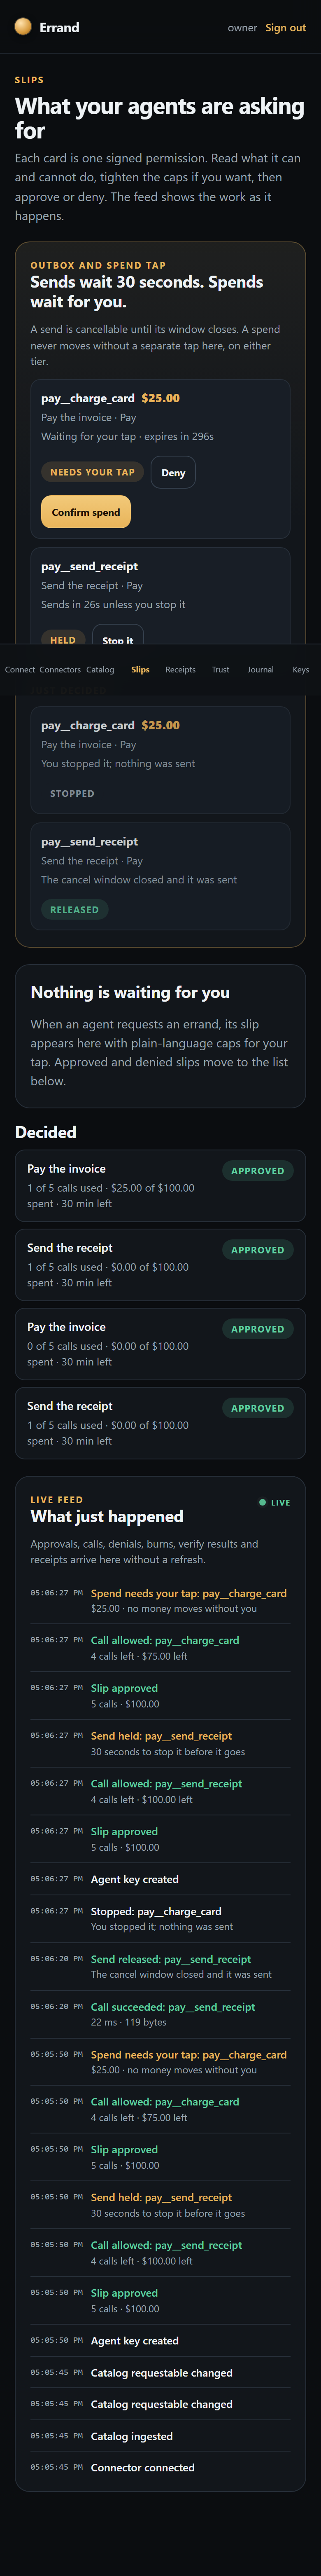 Errand
owner Sign out
SLIPS
What your agents are asking
for
Each card is one signed permission. Read what it can
and cannot do, tighten the caps if you want, then
approve or deny. The feed shows the work as it
happens.
OUTBOX AND SPEND TAP
Sends wait 30 seconds. Spends
wait for you.
A send is cancellable until its window closes. A spend
never moves without a separate tap here, on either
tier.
pay__charge_card $25.00
Pay the invoice · Pay
Waiting for your tap · expires in 296s
NEEDS YOUR TAP Deny
Confirm spend
pay__send_receipt
Send the receipt · Pay
Sends in 26s unless you stop it
HELD Stop it
Connect Connectors Catalog Slips Receipts Trust Journal Keys
pay__charge_card $25.00
Pay the invoice · Pay
You stopped it; nothing was sent
STOPPED
pay__send_receipt
Send the receipt · Pay
The cancel window closed and it was sent
RELEASED
Nothing is waiting for you
When an agent requests an errand, its slip
appears here with plain-language caps for your
tap. Approved and denied slips move to the list
below.
Decided
Pay the invoice APPROVED
1 of 5 calls used · $25.00 of $100.00
spent · 30 min left
Send the receipt APPROVED
1 of 5 calls used · $0.00 of $100.00
spent · 30 min left
Pay the invoice APPROVED
0 of 5 calls used · $0.00 of $100.00
spent · 30 min left
Send the receipt APPROVED
1 of 5 calls used · $0.00 of $100.00
spent · 30 min left
LIVE FEED
What just happened LIVE
Approvals, calls, denials, burns, verify results and
receipts arrive here without a refresh.
05:06:27 PM Spend needs your tap: pay__charge_card
$25.00 · no money moves without you
05:06:27 PM Call allowed: pay__charge_card
4 calls left · $75.00 left
05:06:27 PM Slip approved
5 calls · $100.00
05:06:27 PM Send held: pay__send_receipt
30 seconds to stop it before it goes
05:06:27 PM Call allowed: pay__send_receipt
4 calls left · $100.00 left
05:06:27 PM Slip approved
5 calls · $100.00
05:06:27 PM Agent key created
05:06:27 PM Stopped: pay__charge_card
You stopped it; nothing was sent
05:06:20 PM Send released: pay__send_receipt
The cancel window closed and it was sent
05:06:20 PM Call succeeded: pay__send_receipt
22 ms · 119 bytes
05:05:50 PM Spend needs your tap: pay__charge_card
$25.00 · no money moves without you
05:05:50 PM Call allowed: pay__charge_card
4 calls left · $75.00 left
05:05:50 PM Slip approved
5 calls · $100.00
05:05:50 PM Send held: pay__send_receipt
30 seconds to stop it before it goes
05:05:50 PM Call allowed: pay__send_receipt
4 calls left · $100.00 left
05:05:50 PM Slip approved
5 calls · $100.00
05:05:50 PM Agent key created
05:05:45 PM Catalog requestable changed
05:05:45 PM Catalog requestable changed
05:05:45 PM Catalog ingested
05:05:45 PM Connector connected